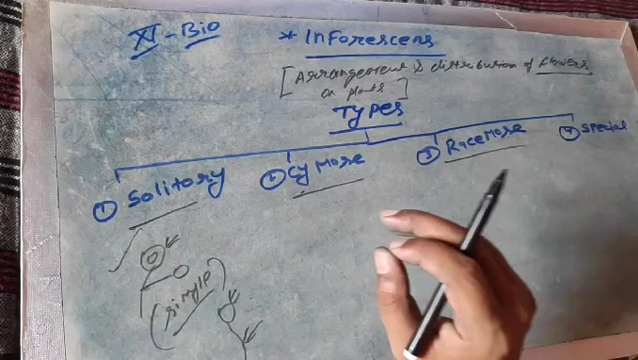 XI - Bio
* Inforescens
[Arrangement & distribution of flowers
on plants]
Types
① Solitory
② Cymose
③ Racemose
④ Special
(simple)